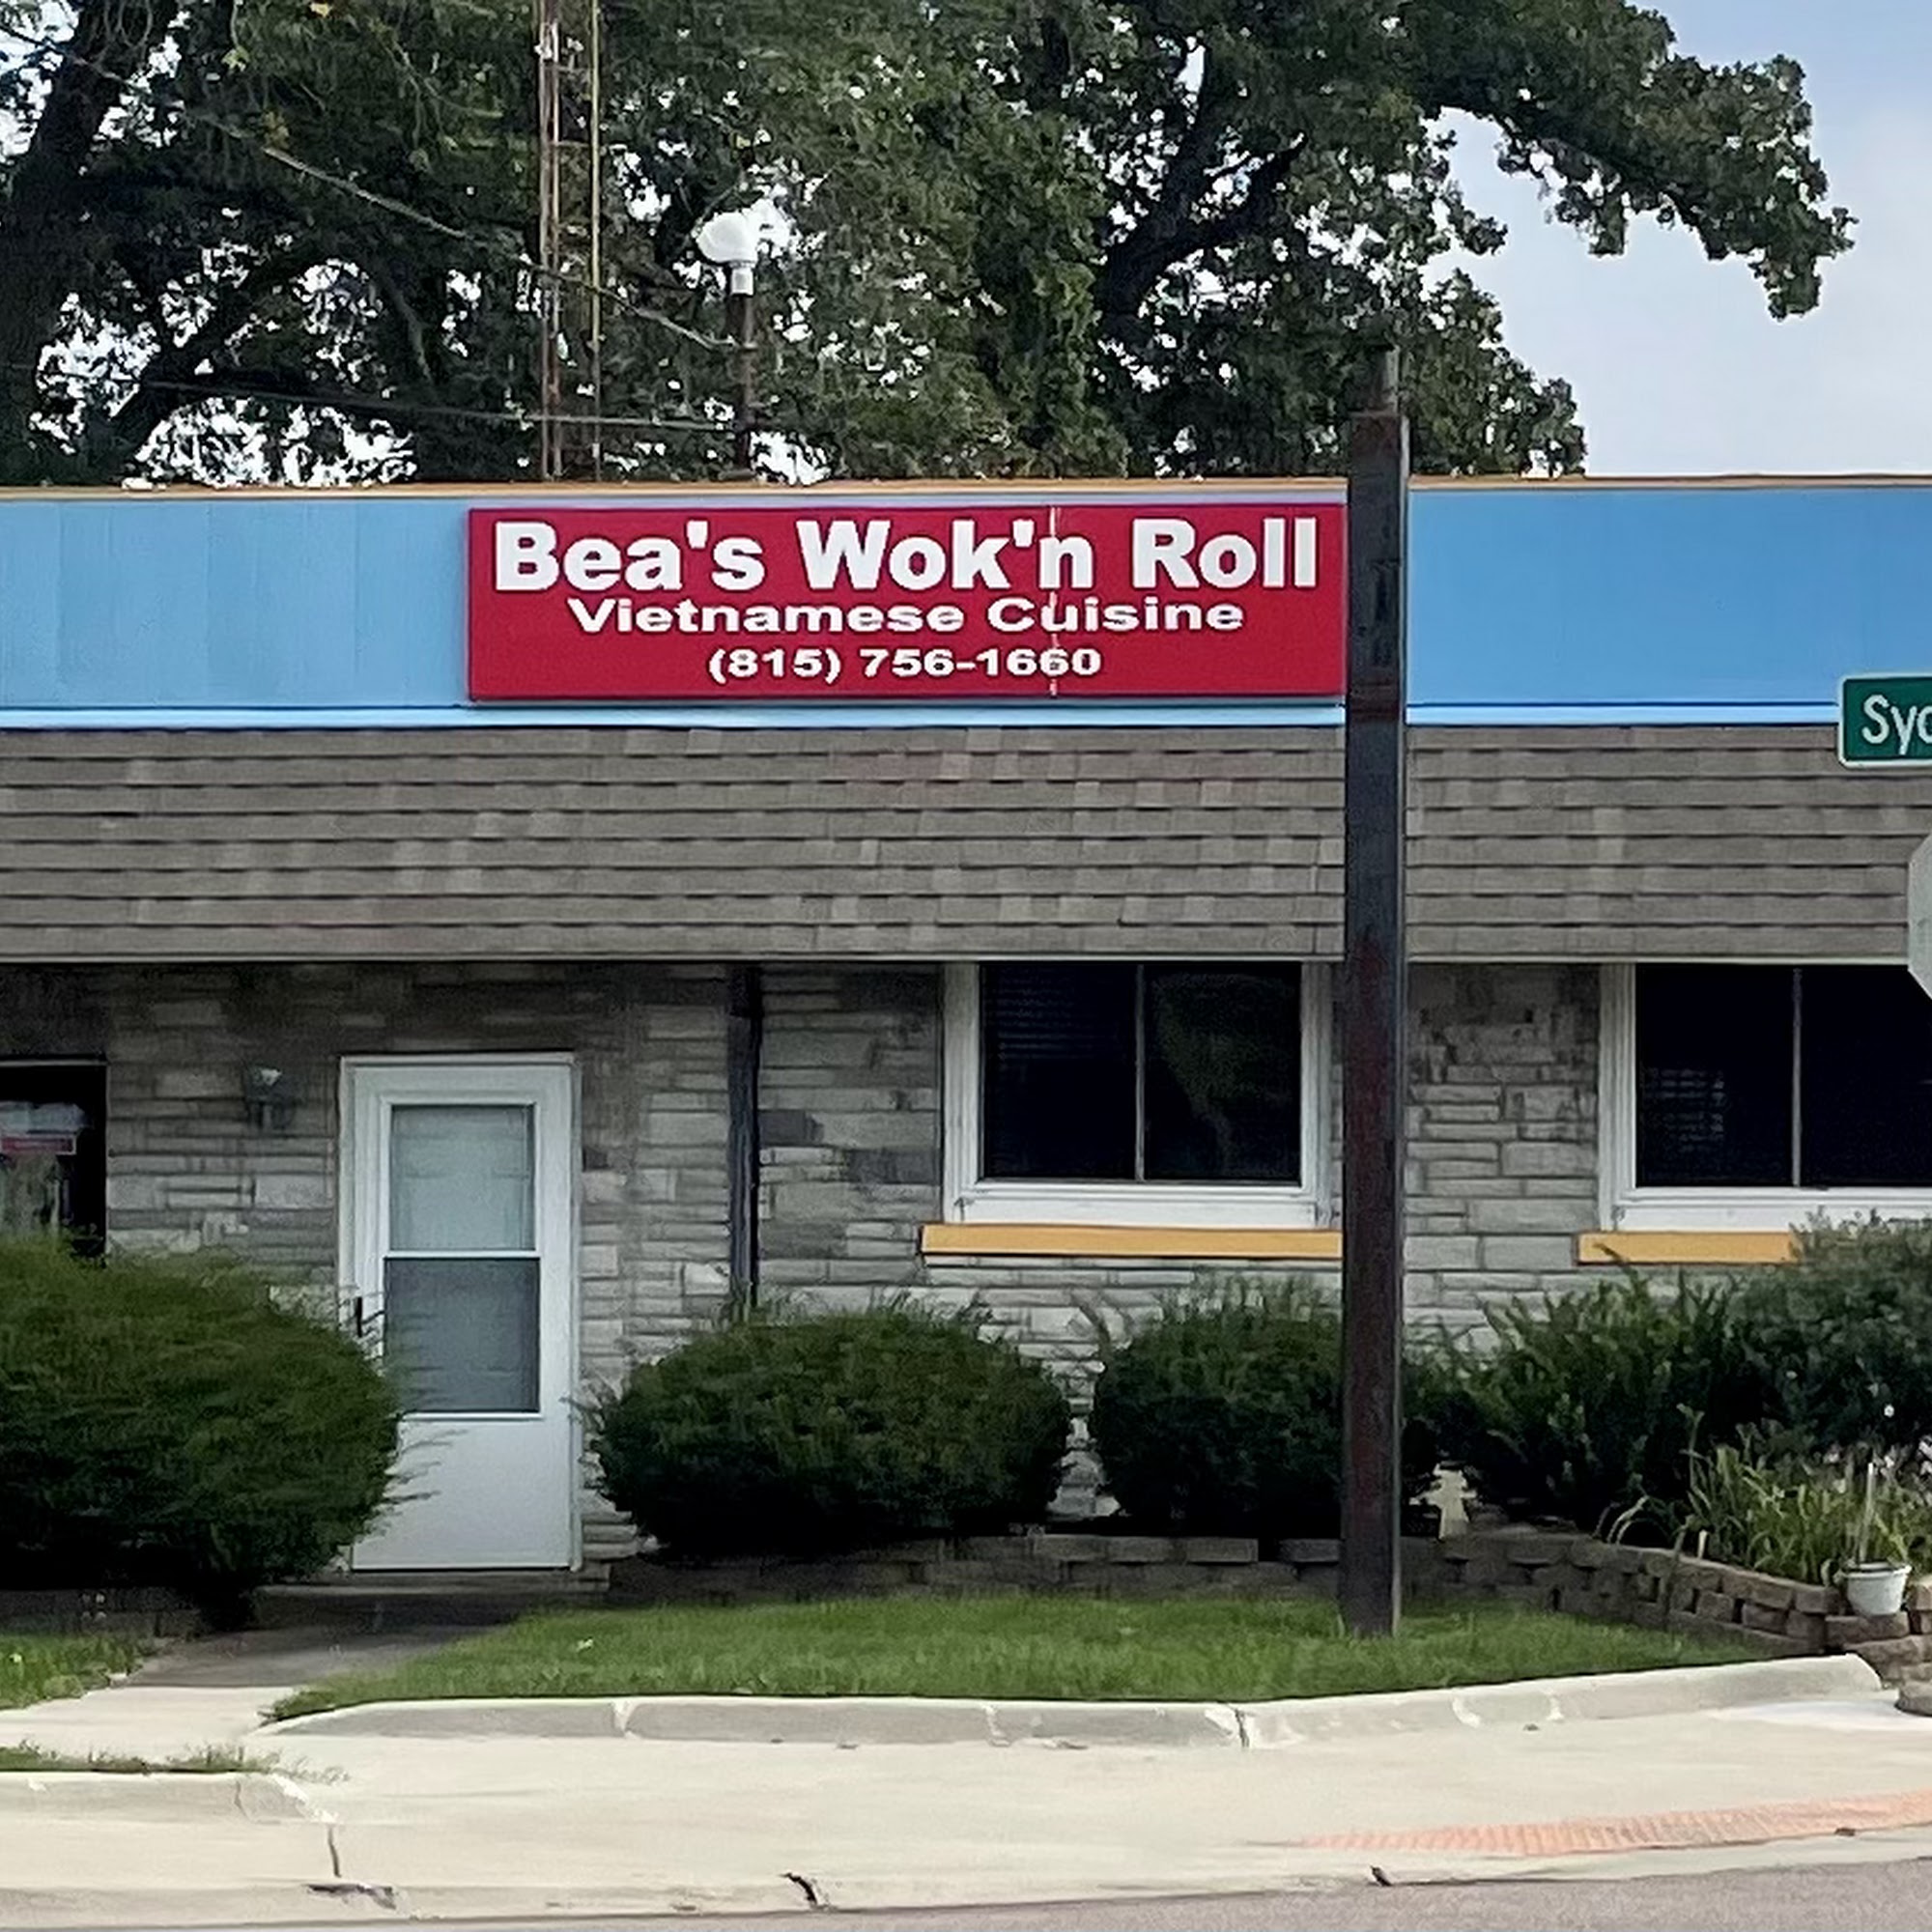 Bea's Wok'n Roll
Vietnamese Cuisine
(815) 756-1660